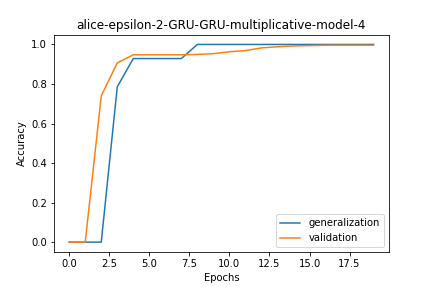 alice-epsilon-2-GRU-GRU-multiplicative-model-4
Accuracy
1.0
0.8
0.6
0.4
0.2
0.0
generalization
validation
0.0 2.5 5.0 7.5 10.0 12.5 15.0 17.5
Epochs